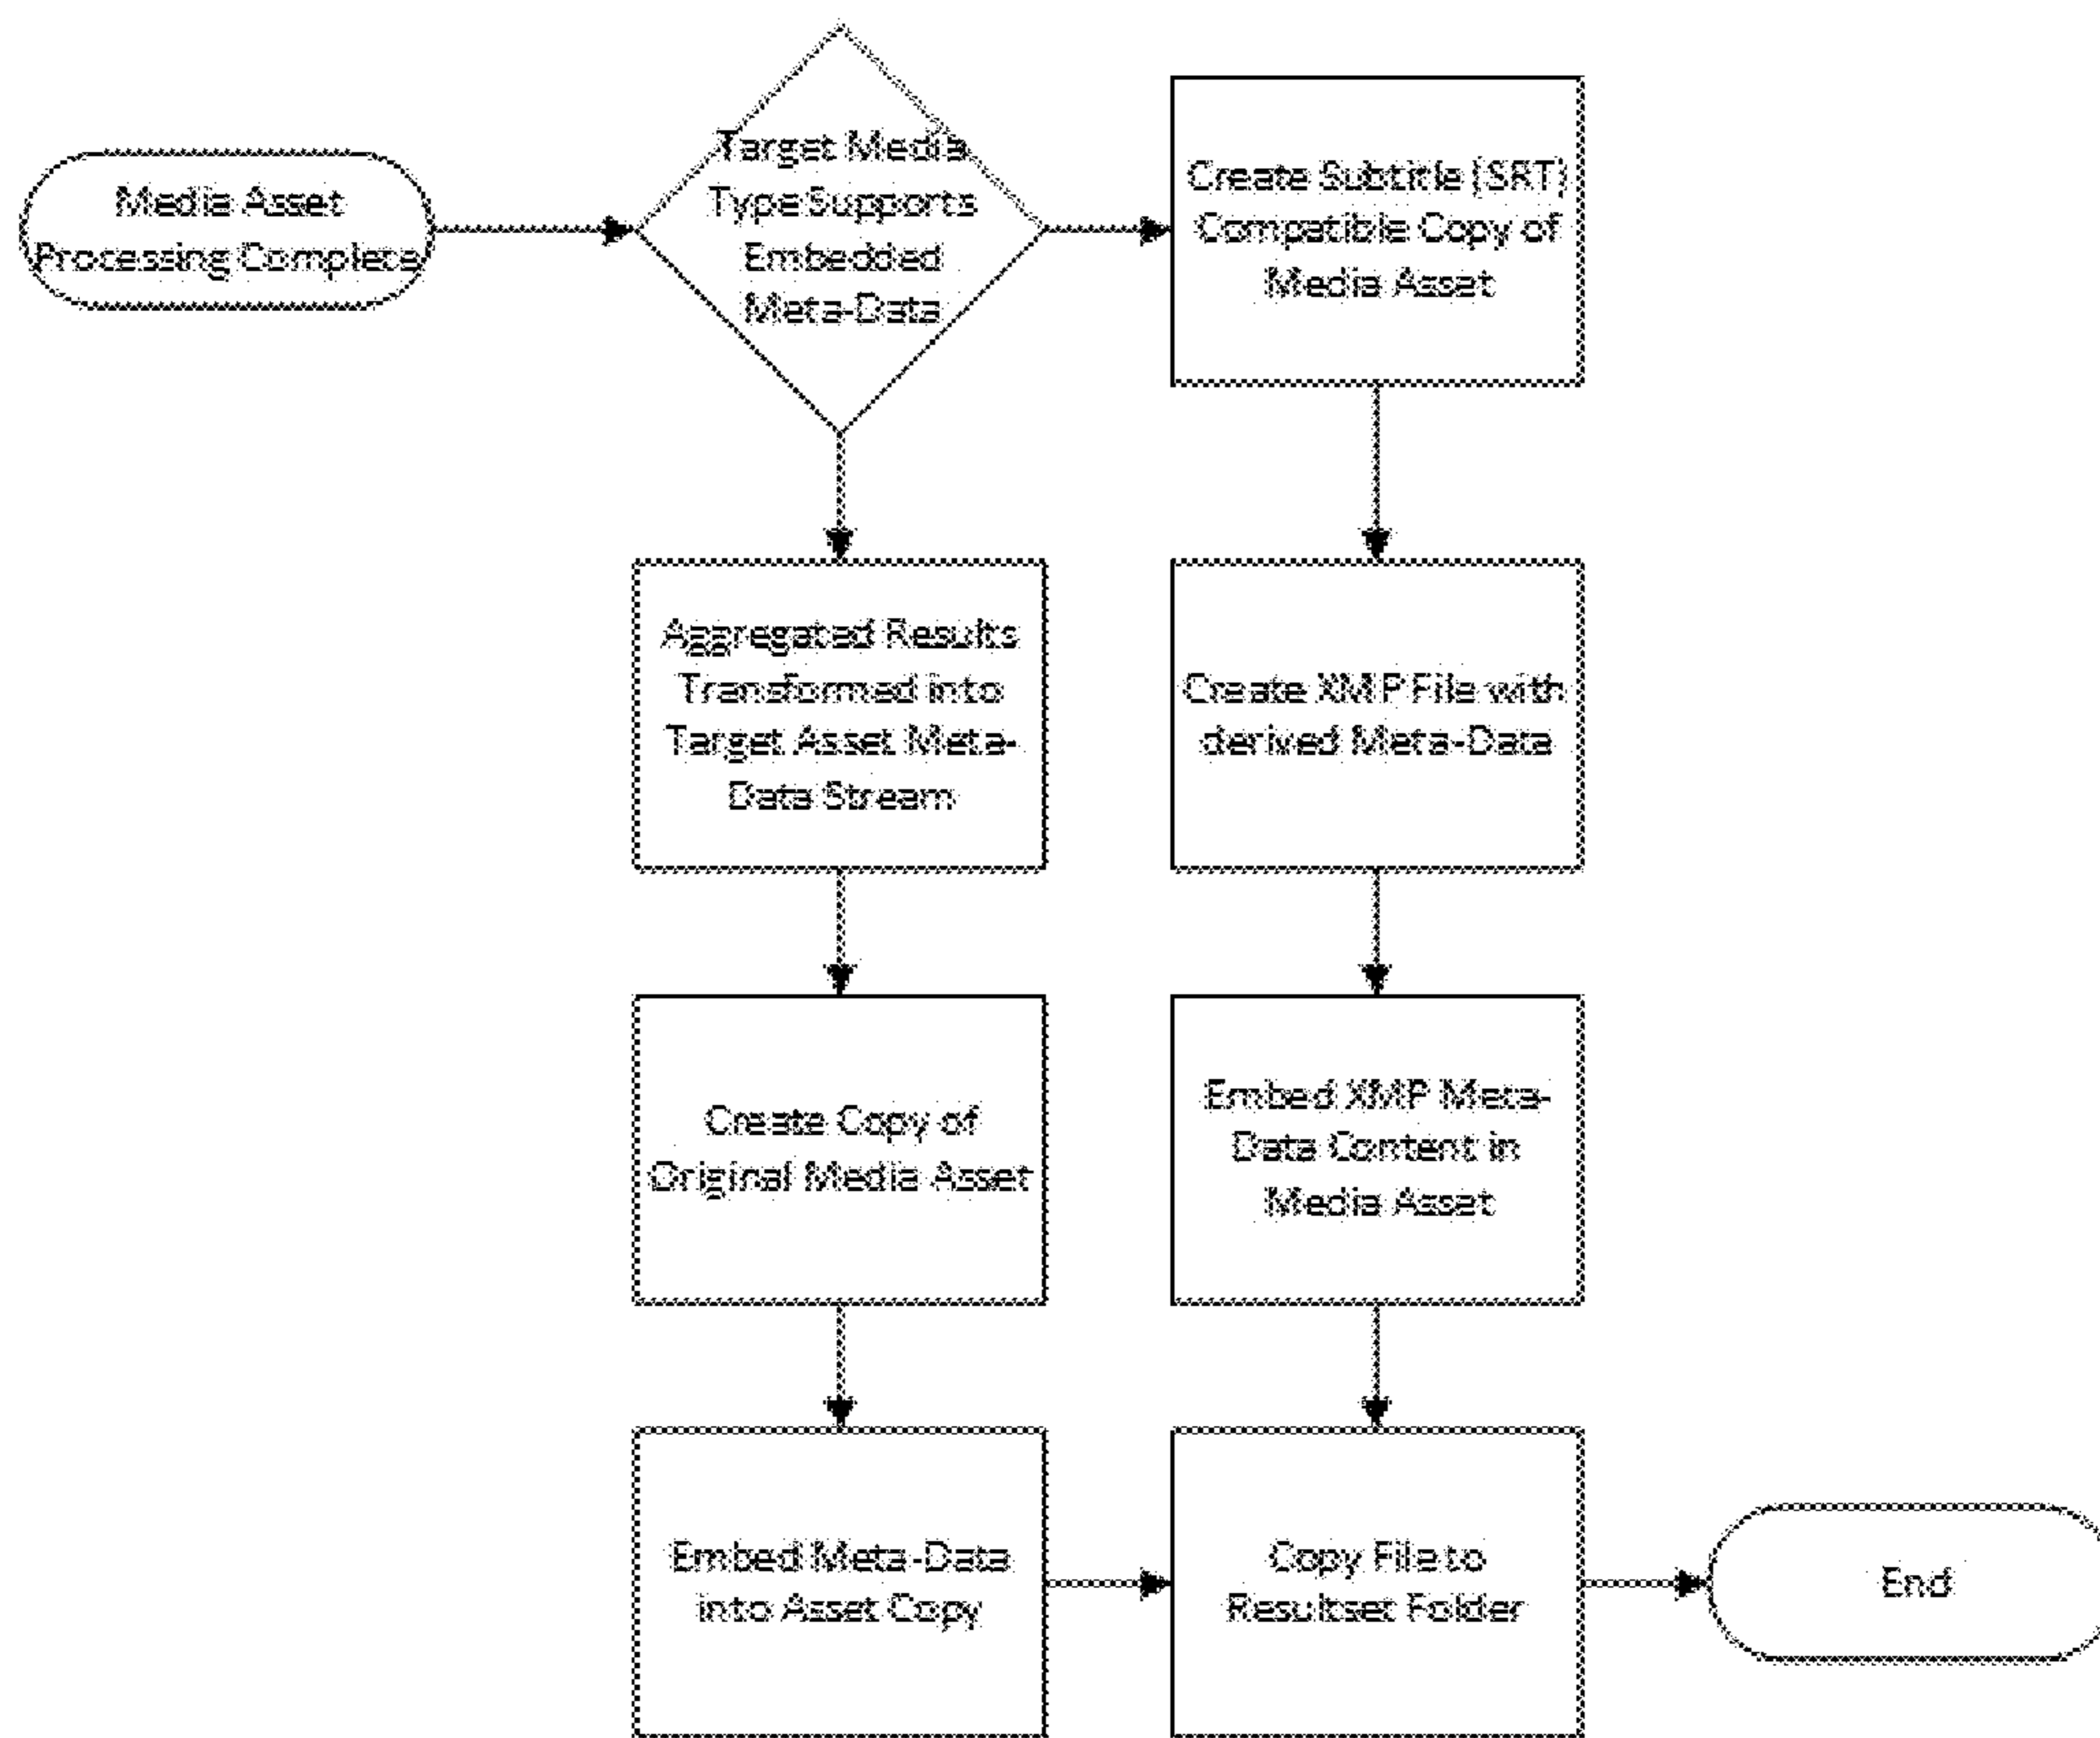 Media Asset
Processing Complete
Target Media
Type Supports
Embedded
Meta-Data
Create Subtitle (SRT)
Compatible Copy of
Media Asset
Aggregated Results
Transformed into
Target Asset Meta-
Data Stream
Create XMP File with
derived Meta-Data
Create Copy of
Original Media Asset
Embed XMP Meta-
Data Content in
Media Asset
Embed Meta-Data
into Asset Copy
Copy File to
Resultset Folder
End